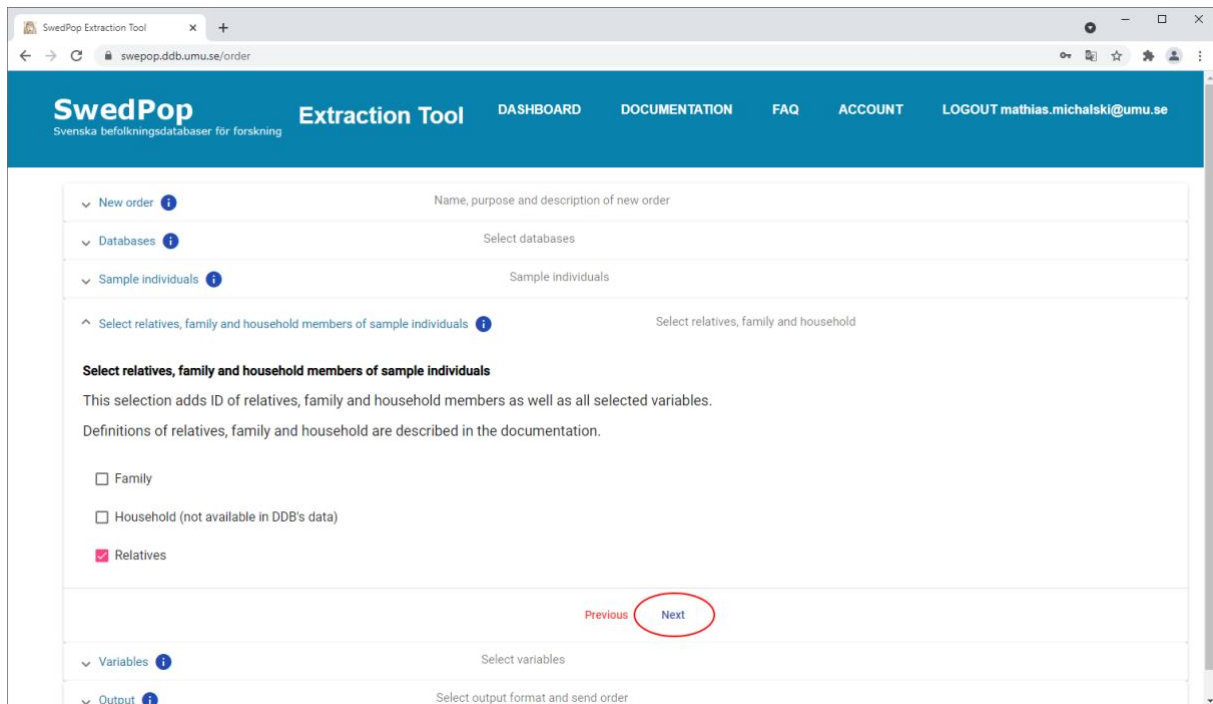 SwedPop Extraction Tool
swepop.ddb.umu.se/order
SwedPop
Svenska befolkningsdatabaser för forskning
Extraction Tool
DASHBOARD
DOCUMENTATION
FAQ
ACCOUNT
LOGOUT mathias.michalski@umu.se
New order
Name, purpose and description of new order
Databases
Select databases
Sample individuals
Sample individuals
Select relatives, family and household members of sample individuals
Select relatives, family and household
Select relatives, family and household members of sample individuals
This selection adds ID of relatives, family and household members as well as all selected variables.
Definitions of relatives, family and household are described in the documentation.
Family
Household (not available in DDB's data)
Relatives
Previous
Next
Variables
Select variables
Output
Select output format and send order